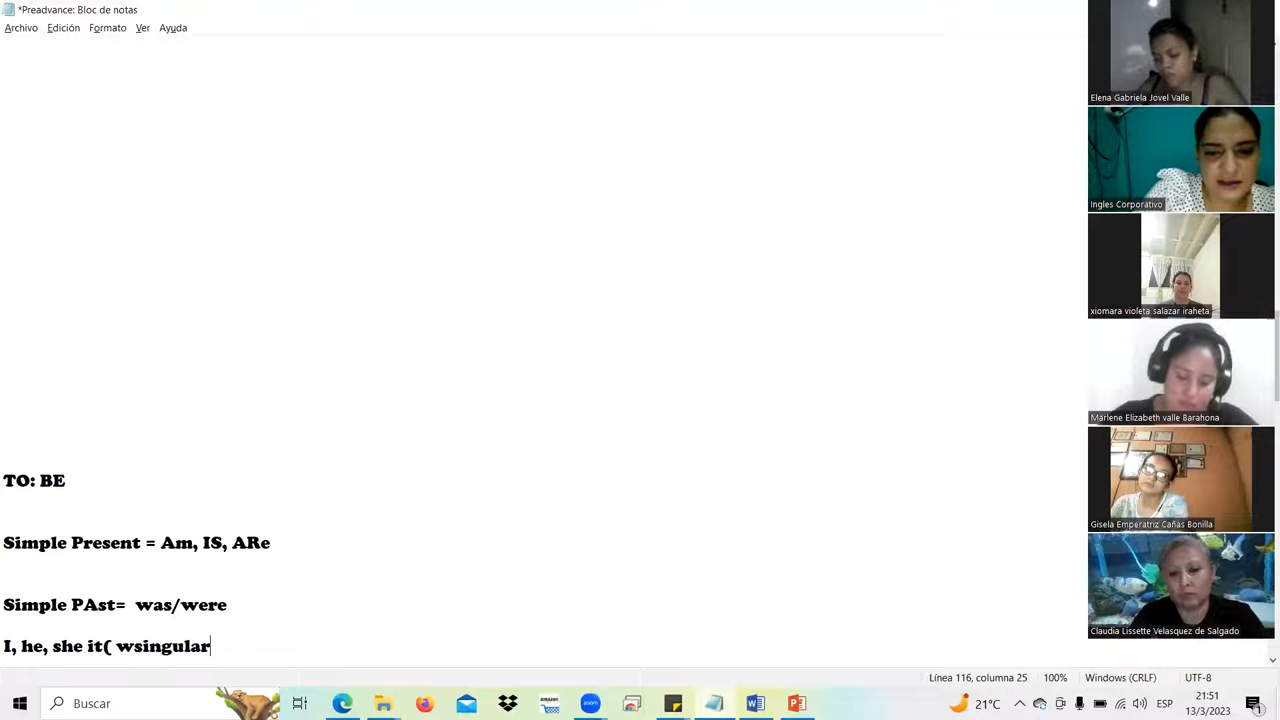 *Preadvance: Bloc de notas
Archivo Edición Formato Ver Ayuda
Elena Gabriela Jovel Valle
Ingles Corporativo
xiomara violeta salazar iraheta
Marlene Elizabeth valle Barahona
Gisela Emperatriz Cañas Bonilla
Claudia Lissette Velasquez de Salgado
TO: BE
Simple Present = Am, IS, ARe
Simple PAst= was/were
I, he, she it( wsingular
Línea 116, columna 25 100% Windows (CRLF) UTF-8
Buscar
amazon
zoom
21°C
ESP
21:51
13/3/2023